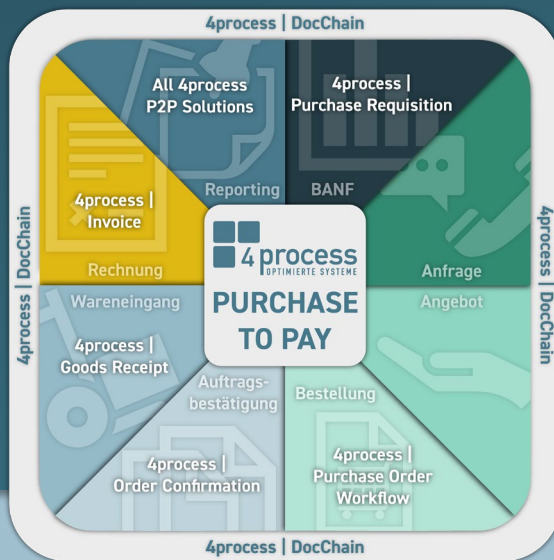 4process | DocChain
All 4process
P2P Solutions
Reporting
4process |
Purchase Requisition
BANF
Anfrage
Angebot
Bestellung
4process |
Purchase Order
Workflow
Auftrags-
bestätigung
4process |
Order Confirmation
Wareneingang
4process |
Goods Receipt
4process |
Invoice
Rechnung
4process
OPTIMIERTE SYSTEME
PURCHASE
TO PAY
4process | DocChain
4process | DocChain
4process | DocChain